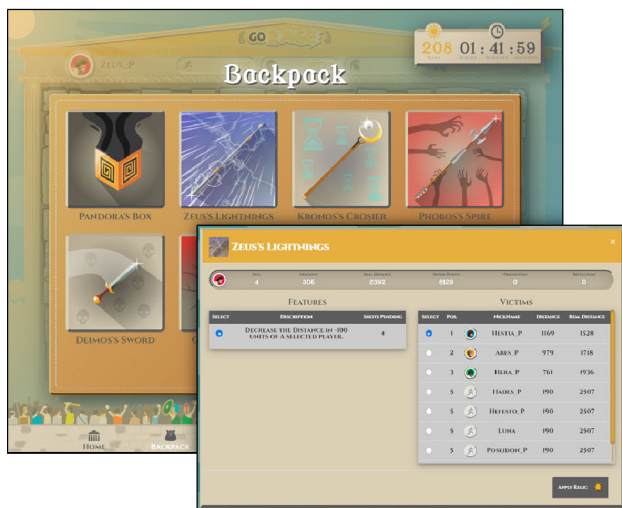 GO
208 01 : 41 : 59
ZEUS_P
Backpack
PANDORA'S BOX
ZEUS'S LIGHTNINGS
KRONOS'S CROSIER
PHOBOS'S SPIRE
DEIMOS'S SWORD
HOME
BACKPACK
ZEUS'S LIGHTNINGS
POS. DISTANCE
4 306 2392 8129 0 0
FEATURES
SELECT DESCRIPTION SHOTS PENDING
DECREASE THE DISTANCE IN -100 4
UNITS OF A SELECTED PLAYER.
VICTIMS
SELECT POS. NICKNAME DISTANCE REM. DISTANCE
1 HESTIA_P 1169 1528
2 ARES_P 979 1718
3 HERA_P 761 1936
5 HADES_P 190 2507
5 HEFESTO_P 190 2507
5 LUNA 190 2507
5 POSEIDON_P 190 2507
APPLY RELIC